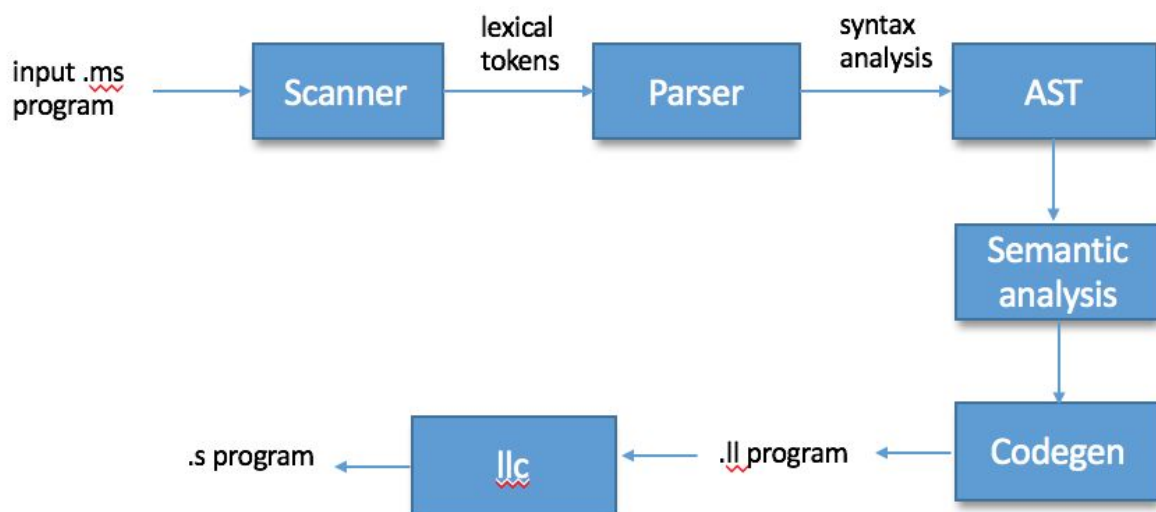 input .ms
program
Scanner
lexical
tokens
Parser
syntax
analysis
AST
Semantic
analysis
Codegen
.ll program
llc
.s program